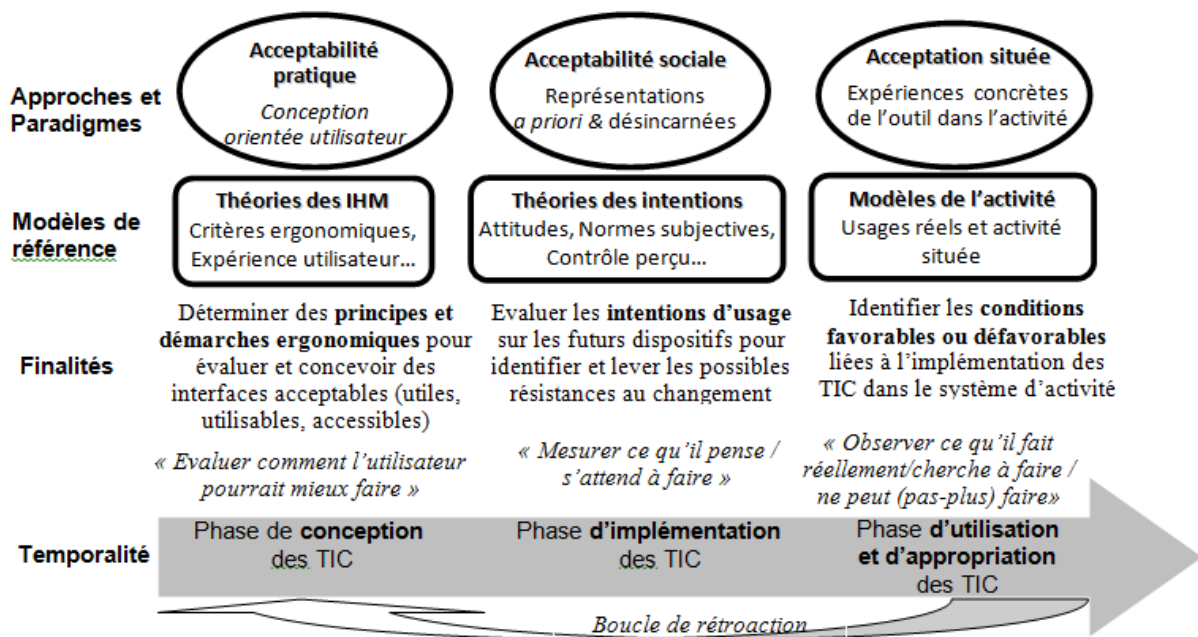 Approches et
Paradigmes
Acceptabilité
pratique
Conception
orientée utilisateur
Acceptabilité sociale
Représentations
a priori & désincarnées
Acceptation située
Expériences concrètes
de l'outil dans l'activité
Modèles de
référence
Théories des IHM
Critères ergonomiques,
Expérience utilisateur…
Théories des intentions
Attitudes, Normes subjectives,
Contrôle perçu…
Modèles de l'activité
Usages réels et activité
située
Finalités
Déterminer des principes et
démarches ergonomiques pour
évaluer et concevoir des
interfaces acceptables (utiles,
utilisables, accessibles)
« Evaluer comment l'utilisateur
pourrait mieux faire »
Evaluer les intentions d'usage
sur les futurs dispositifs pour
identifier et lever les possibles
résistances au changement
« Mesurer ce qu'il pense /
s'attend à faire »
Identifier les conditions
favorables ou défavorables
liées à l'implémentation des
TIC dans le système d'activité
« Observer ce qu'il fait
réellement/cherche à faire /
ne peut (pas-plus) faire»
Temporalité
Phase de conception
des TIC
Phase d'implémentation
des TIC
Phase d'utilisation
et d'appropriation
des TIC
Boucle de rétroaction